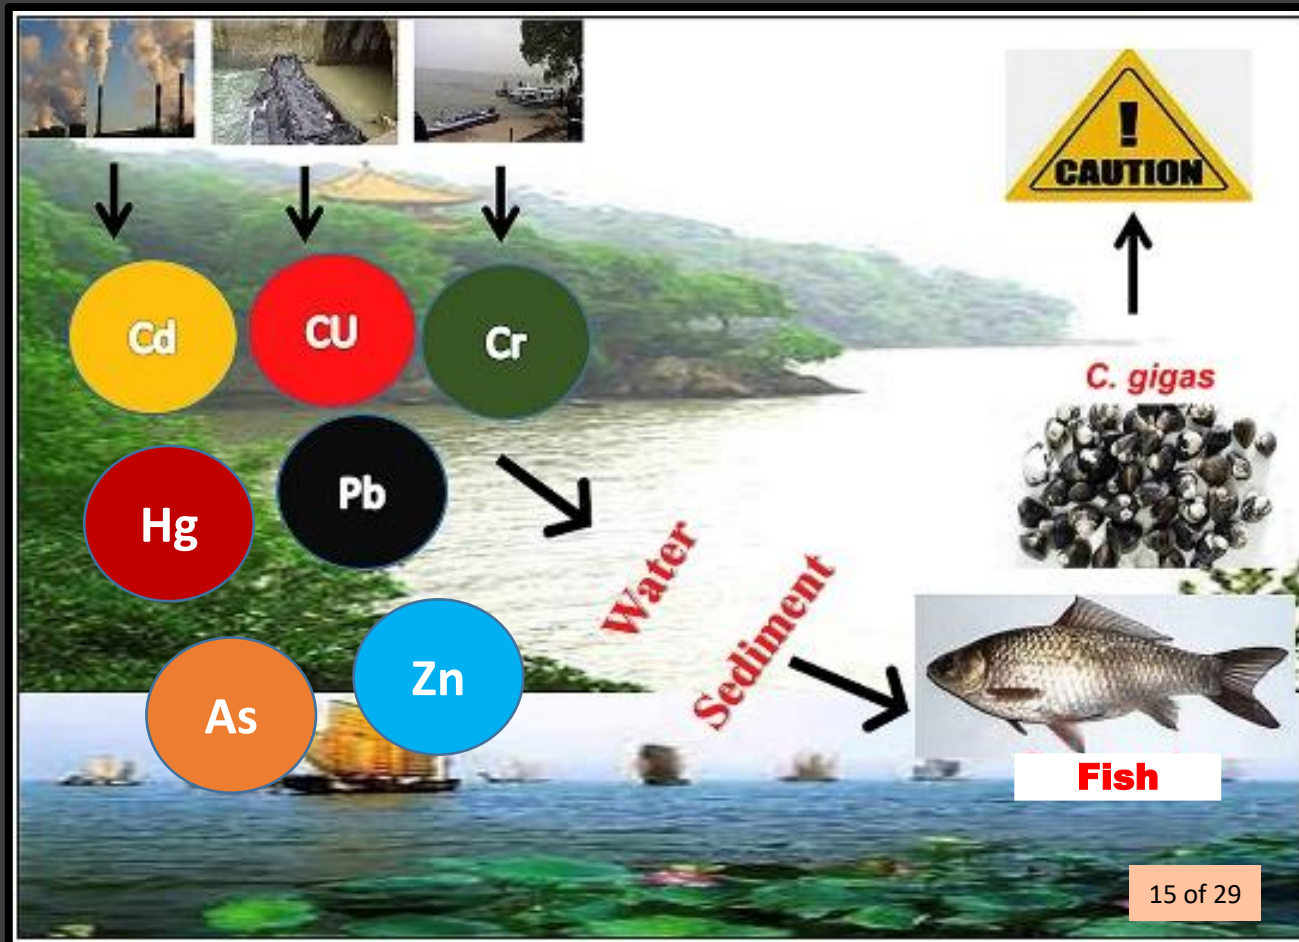 !
CAUTION
Cd
CU
Cr
C. gigas
Hg
Pb
Water
Sediment
As
Zn
Fish
15 of 29